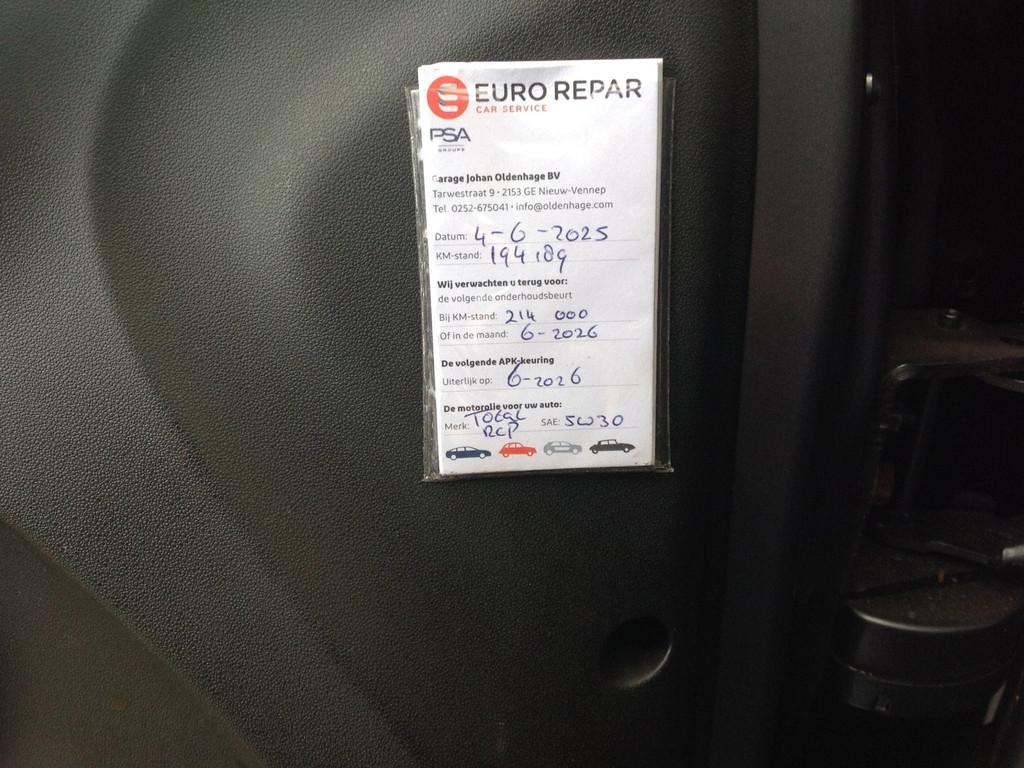 EURO REPAR
CAR SERVICE
PSA
GROUPE
Garage Johan Oldenhage BV
Tarwestraat 9 • 2153 GE Nieuw-Vennep
Tel. 0252-675041 • info@oldenhage.com
Datum: 4-6-2025
KM-stand: 194 189
Wij verwachten u terug voor:
de volgende onderhoudsbeurt
Bij KM-stand: 214 000
Of in de maand: 6-2026
De volgende APK-keuring
Uiterlijk op: 6-2026
De motorolie voor uw auto:
Merk: Total RCP SAE: 5W30